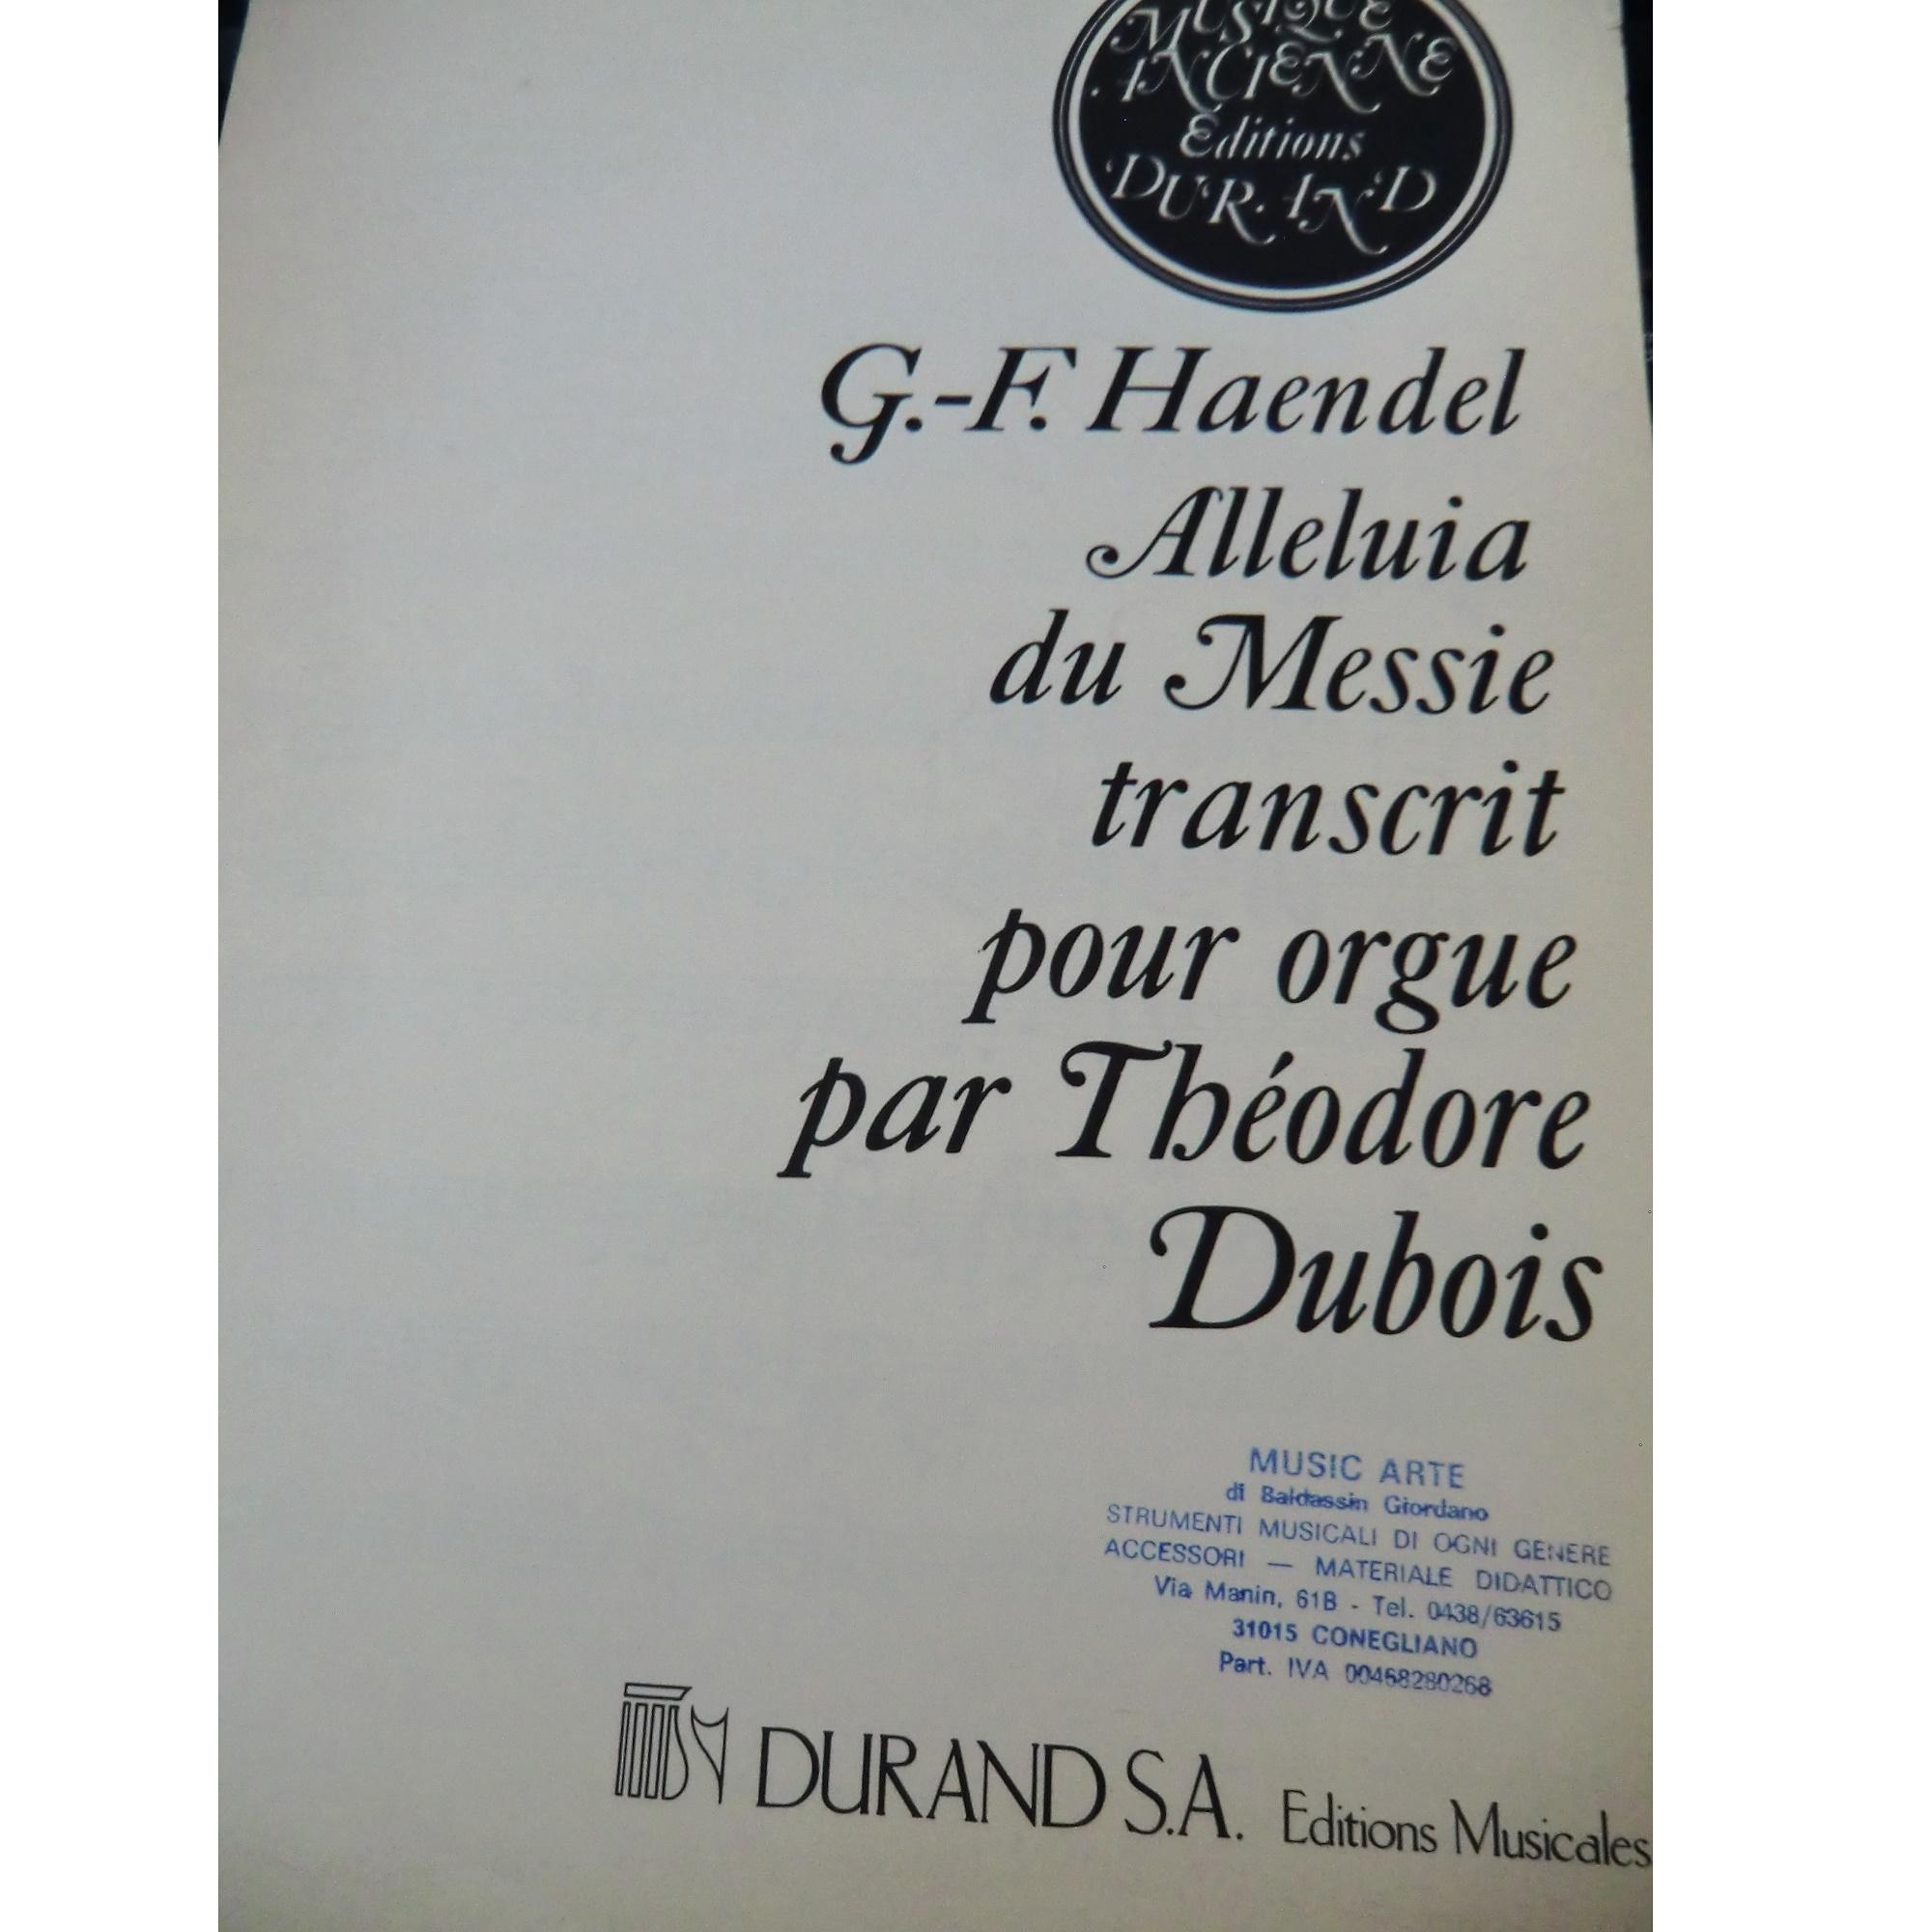 MUSIQUE
ANCIENNE
Éditions
DURAND
G.-F. Haendel
Alleluia
du Messie
transcrit
pour orgue
par Théodore
Dubois
MUSIC ARTE
di Baldassin Giordano
STRUMENTI MUSICALI DI OGNI GENERE
ACCESSORI — MATERIALE DIDATTICO
Via Manin, 61B - Tel. 0438/63615
31015 CONEGLIANO
Part. IVA 00468280268
DURAND S.A. Editions Musicales